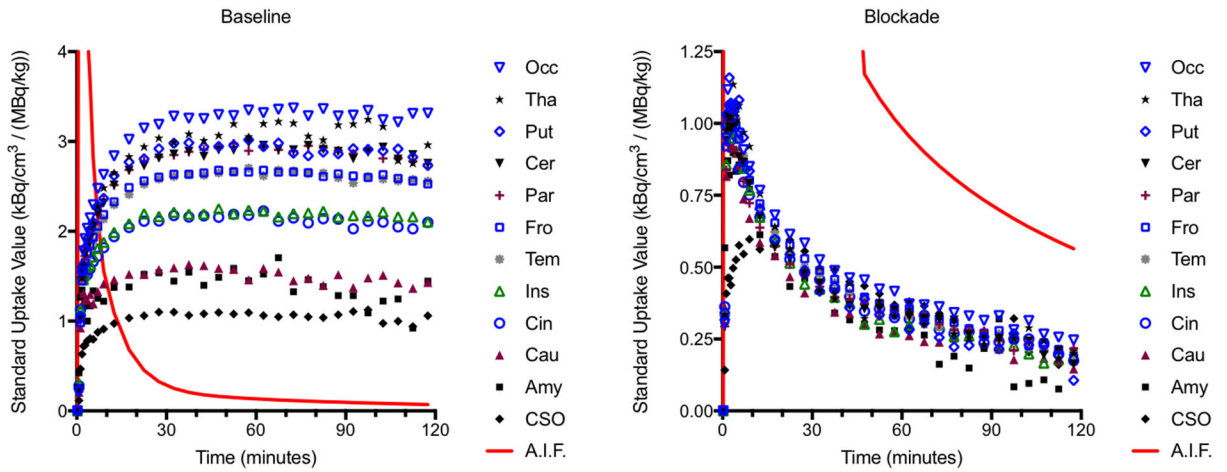 Baseline
Standard Uptake Value (kBq/cm³ / (MBq/kg))
4
3
2
1
0
0 30 60 90 120
Time (minutes)
Occ
Tha
Put
Cer
Par
Fro
Tem
Ins
Cin
Cau
Amy
CSO
A.I.F.
Blockade
Standard Uptake Value (kBq/cm³ / (MBq/kg))
1.25
1.00
0.75
0.50
0.25
0.00
0 30 60 90 120
Time (minutes)
Occ
Tha
Put
Cer
Par
Fro
Tem
Ins
Cin
Cau
Amy
CSO
A.I.F.